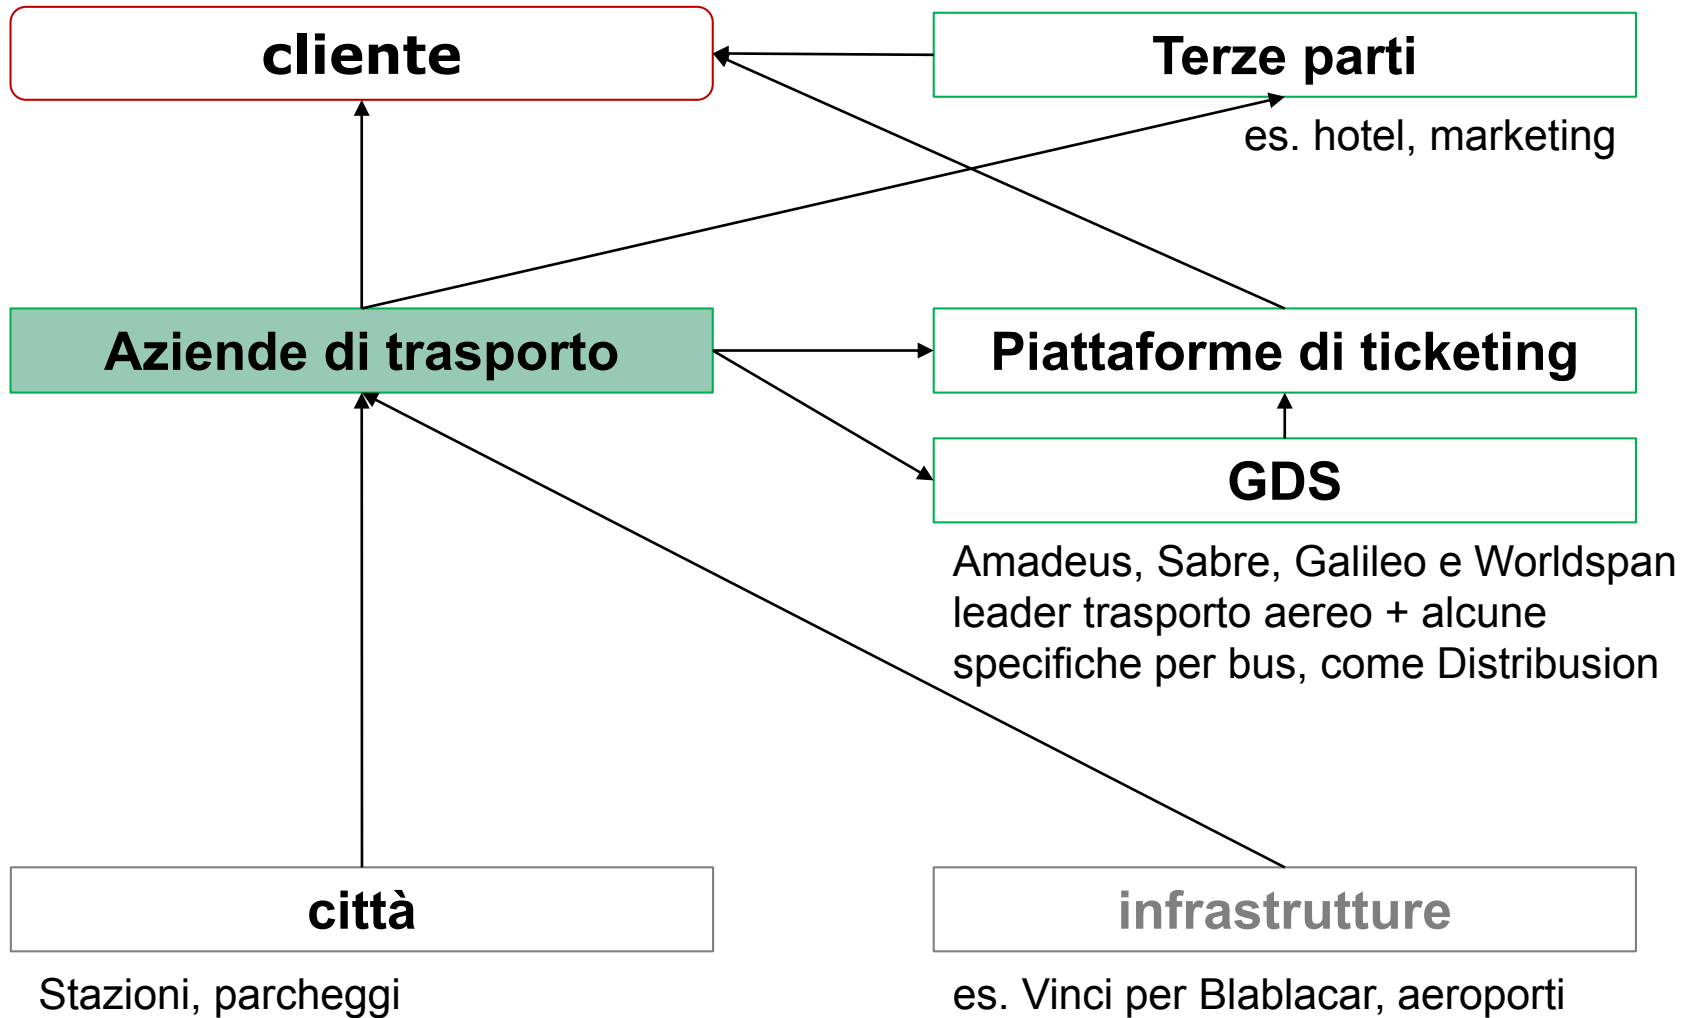 cliente
Terze parti
es. hotel, marketing
Aziende di trasporto
Piattaforme di ticketing
GDS
Amadeus, Sabre, Galileo e Worldspan
leader trasporto aereo + alcune
specifiche per bus, come Distribusion
città
infrastrutture
Stazioni, parcheggi
es. Vinci per Blablacar, aeroporti